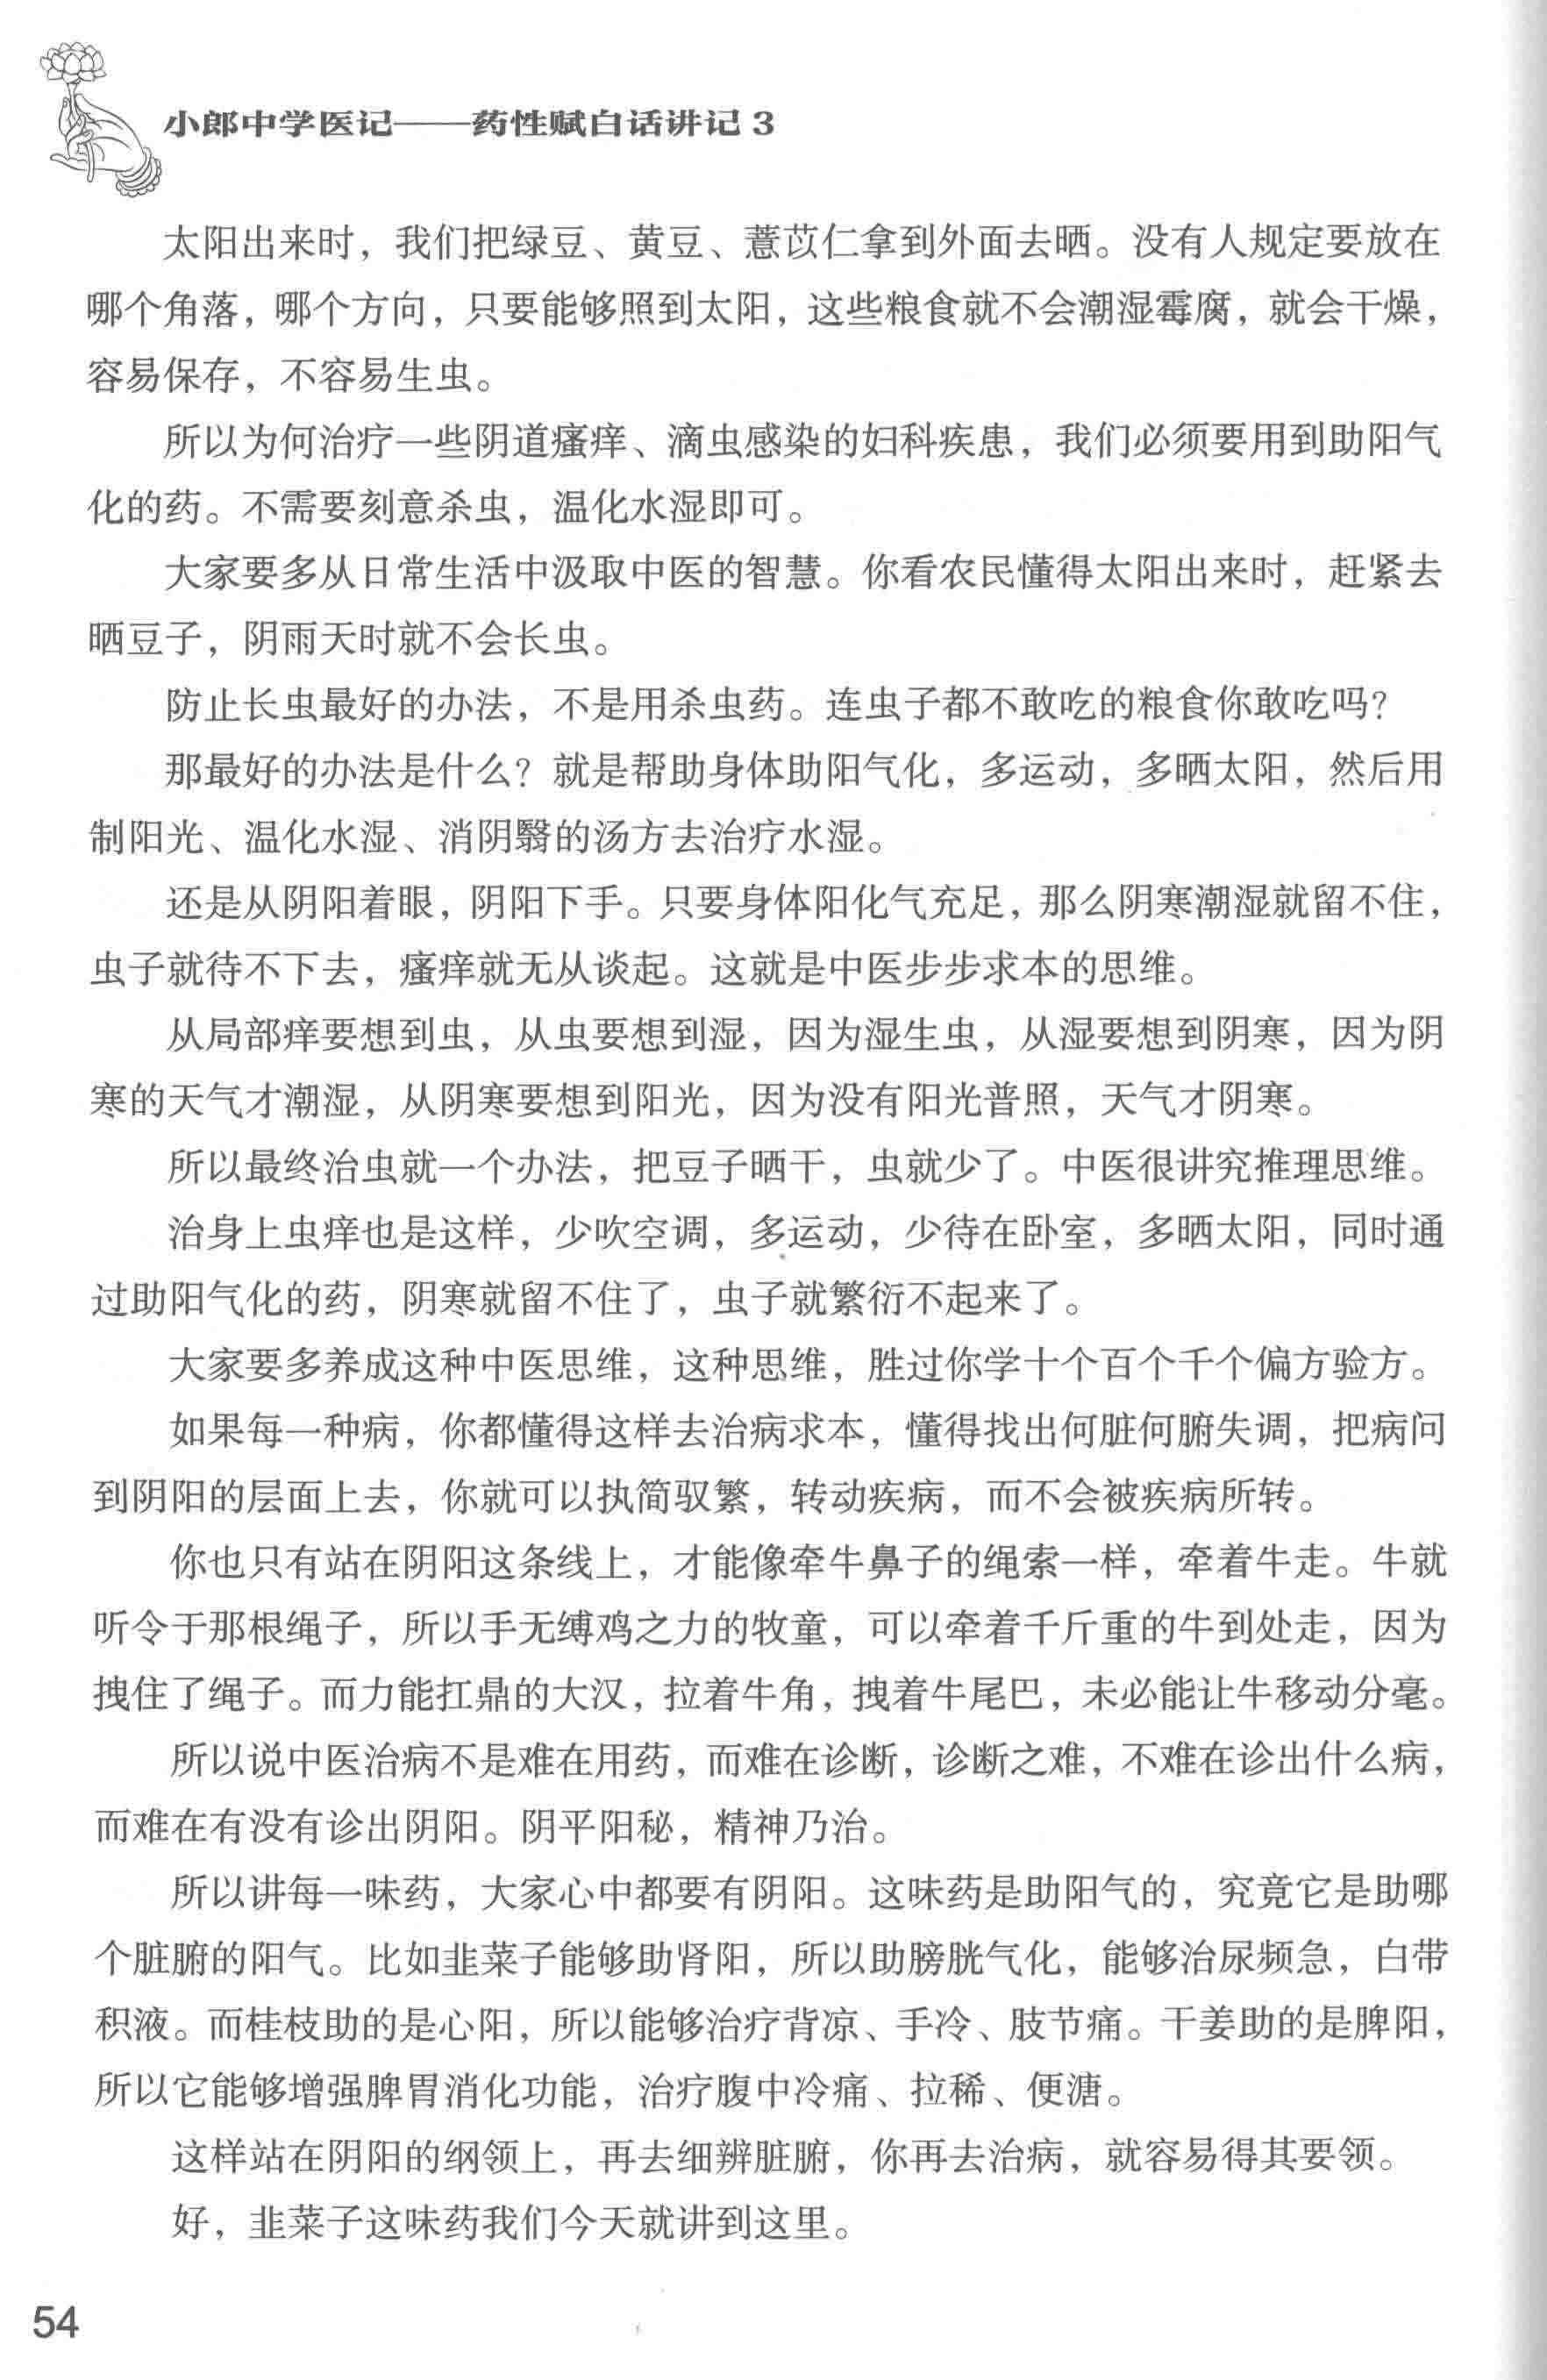 小郎中学医记——药性赋白话讲记 3
太阳出来时，我们把绿豆、黄豆、薏苡仁拿到外面去晒。没有人规定要放在
哪个角落，哪个方向，只要能够照到太阳，这些粮食就不会潮湿霉腐，就会干燥，
容易保存，不容易生虫。
所以为何治疗一些阴道瘙痒、滴虫感染的妇科疾患，我们必须要用到助阳气
化的药。不需要刻意杀虫，温化水湿即可。
大家要多从日常生活中汲取中医的智慧。你看农民懂得太阳出来时，赶紧去
晒豆子，阴雨天时就不会长虫。
防止长虫最好的办法，不是用杀虫药。连虫子都不敢吃的粮食你敢吃吗？
那最好的办法是什么？就是帮助身体助阳气化，多运动，多晒太阳，然后用
制阳光、温化水湿、消阴翳的汤方去治疗水湿。
还是从阴阳着眼，阴阳下手。只要身体阳化气充足，那么阴寒潮湿就留不住，
虫子就待不下去，瘙痒就无从谈起。这就是中医步步求本的思维。
从局部痒要想到虫，从虫要想到湿，因为湿生虫，从湿要想到阴寒，因为阴
寒的天气才潮湿，从阴寒要想到阳光，因为没有阳光普照，天气才阴寒。
所以最终治虫就一个办法，把豆子晒干，虫就少了。中医很讲究推理思维。
治身上虫痒也是这样，少吹空调，多运动，少待在卧室，多晒太阳，同时通
过助阳气化的药，阴寒就留不住了，虫子就繁衍不起来了。
大家要多养成这种中医思维，这种思维，胜过你学十个百个千个偏方验方。
如果每一种病，你都懂得这样去治病求本，懂得找出何脏何腑失调，把病问
到阴阳的层面上去，你就可以执简驭繁，转动疾病，而不会被疾病所转。
你也只有站在阴阳这条线上，才能像牵牛鼻子的绳索一样，牵着牛走。牛就
听令于那根绳子，所以手无缚鸡之力的牧童，可以牵着千斤重的牛到处走，因为
拽住了绳子。而力能扛鼎的大汉，拉着牛角，拽着牛尾巴，未必能让牛移动分毫。
所以说中医治病不是难在用药，而难在诊断，诊断之难，不难在诊出什么病，
而难在有没有诊出阴阳。阴平阳秘，精神乃治。
所以讲每一味药，大家心中都要有阴阳。这味药是助阳气的，究竟它是助哪
个脏腑的阳气。比如韭菜子能够助肾阳，所以助膀胱气化，能够治尿频急，白带
积液。而桂枝助的是心阳，所以能够治疗背凉、手冷、肢节痛。干姜助的是脾阳，
所以它能够增强脾胃消化功能，治疗腹中冷痛、拉稀、便溏。
这样站在阴阳的纲领上，再去细辨脏腑，你再去治病，就容易得其要领。
好，韭菜子这味药我们今天就讲到这里。
54